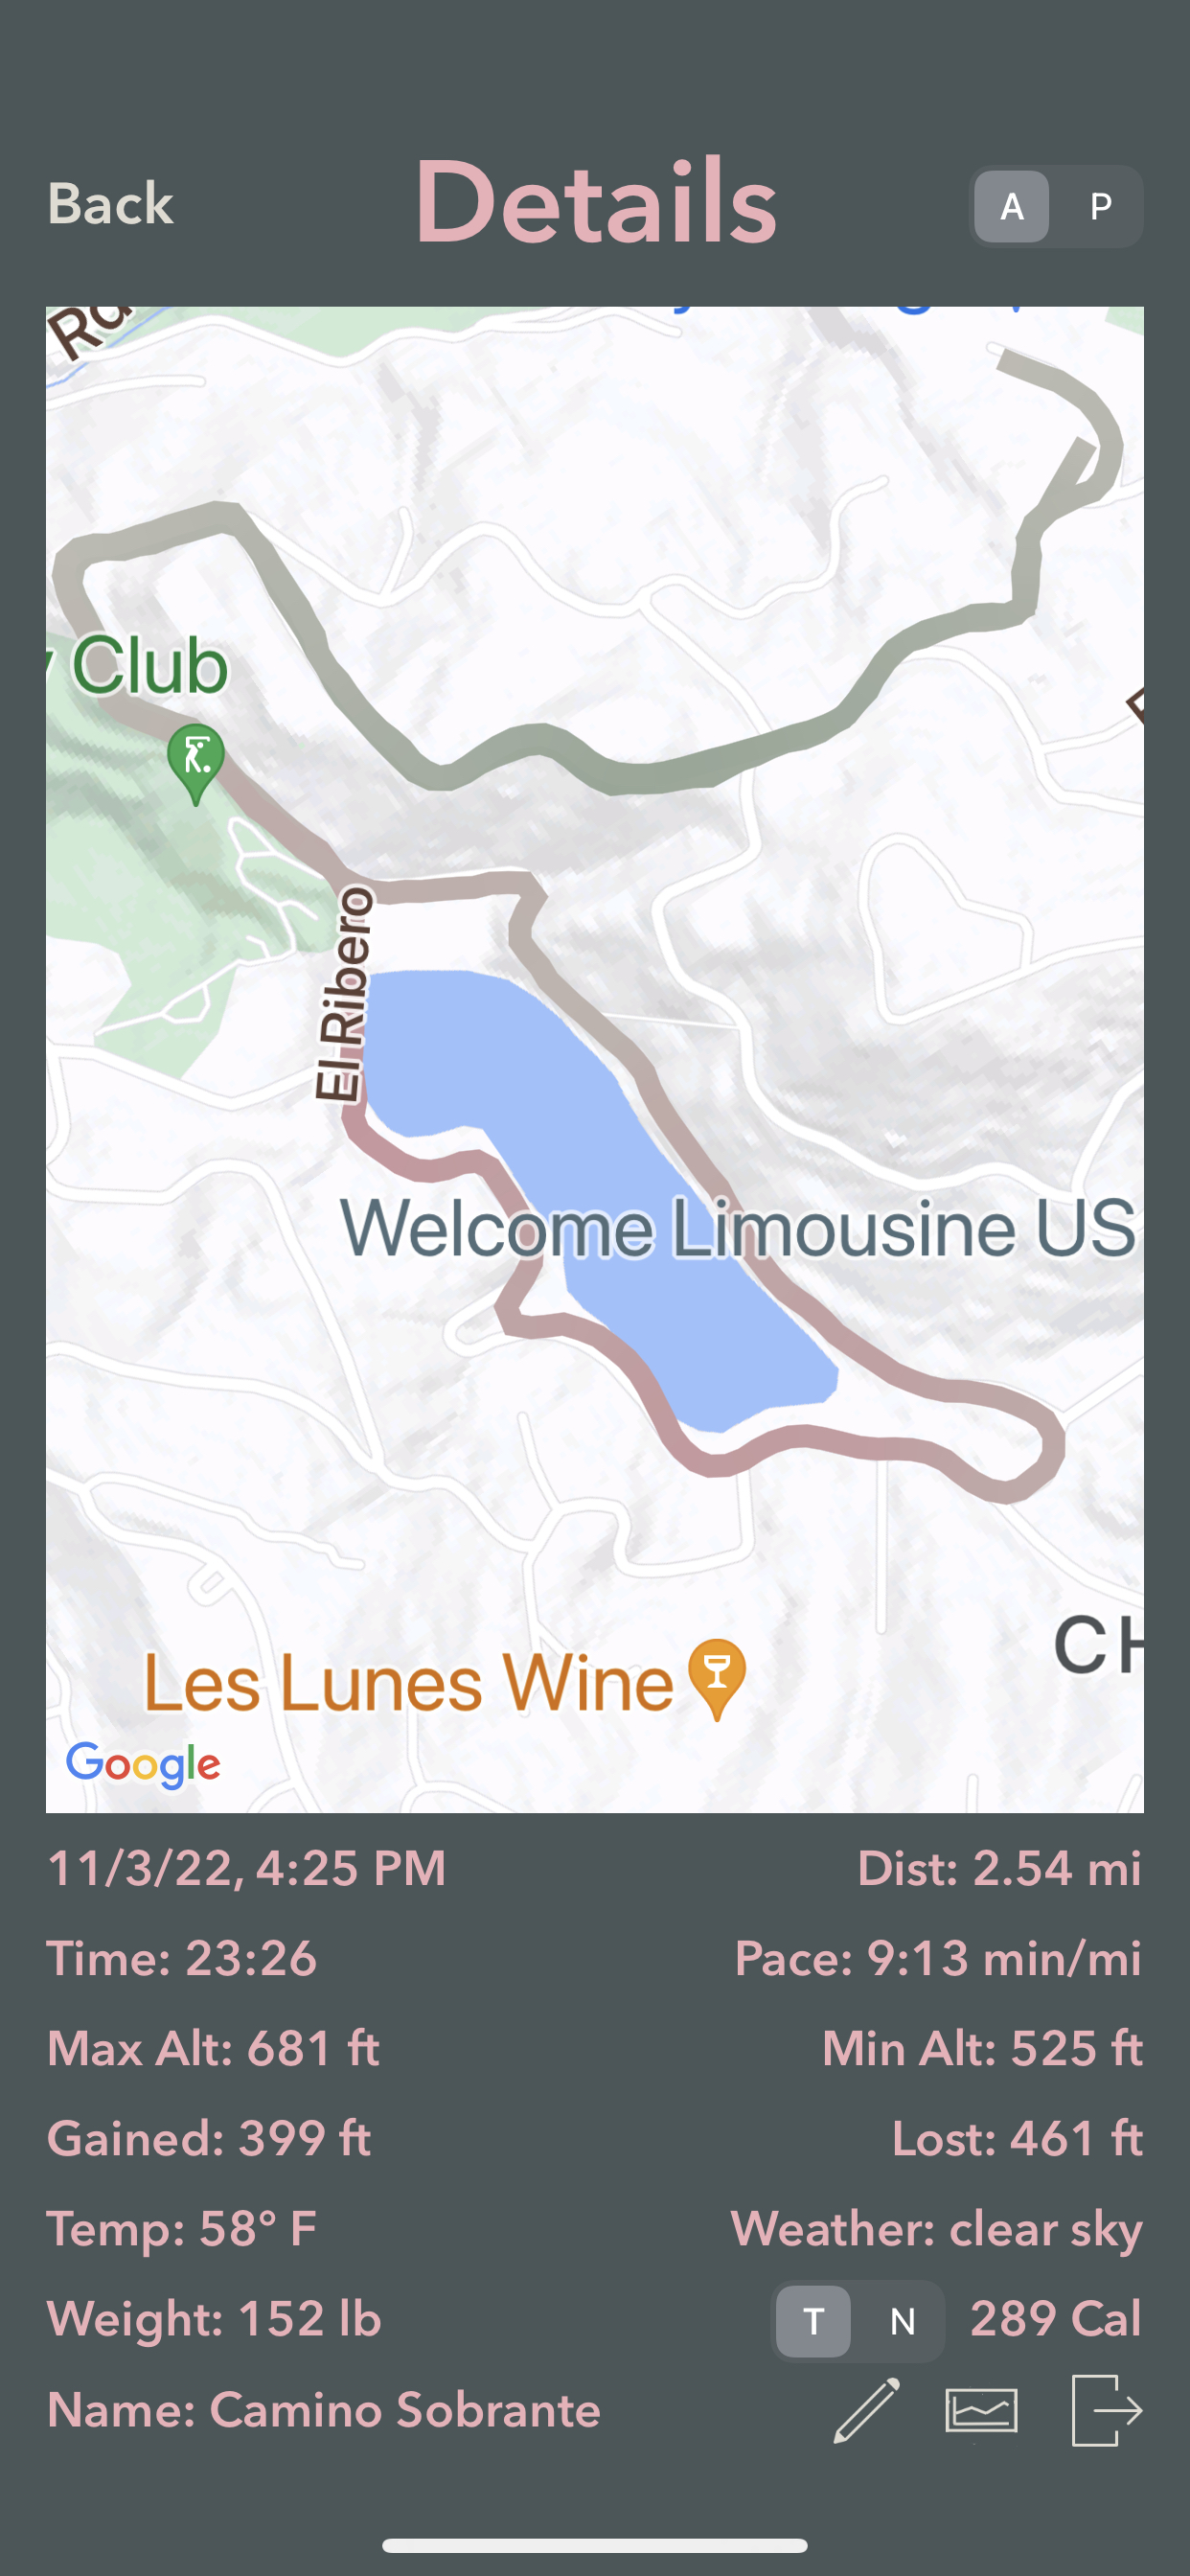 Back
Details
A P
Rd
Club
El Ribero
Welcome Limousine US
Les Lunes Wine
CH
Google
11/3/22, 4:25 PM
Dist: 2.54 mi
Time: 23:26
Pace: 9:13 min/mi
Max Alt: 681 ft
Min Alt: 525 ft
Gained: 399 ft
Lost: 461 ft
Temp: 58° F
Weather: clear sky
Weight: 152 lb
T N
289 Cal
Name: Camino Sobrante